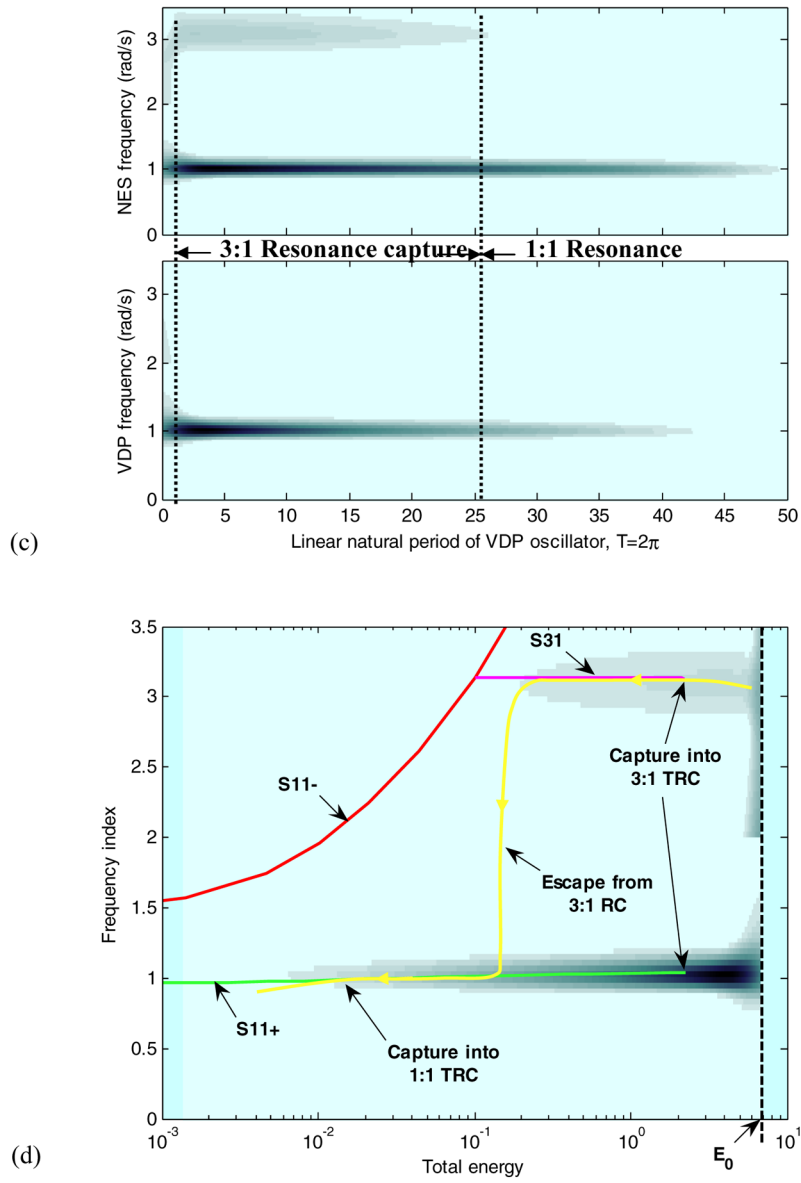 NES frequency (rad/s)
3
2
1
0
3:1 Resonance capture
1:1 Resonance
VDP frequency (rad/s)
3
2
1
0
0 5 10 15 20 25 30 35 40 45 50
Linear natural period of VDP oscillator, T=2π
(c)
Frequency index
3.5
3
2.5
2
1.5
1
0.5
0
S31
Capture into
3:1 TRC
S11-
Escape from
3:1 RC
S11+
Capture into
1:1 TRC
10^-3 10^-2 10^-1 10^0 10^1
Total energy
E₀
(d)